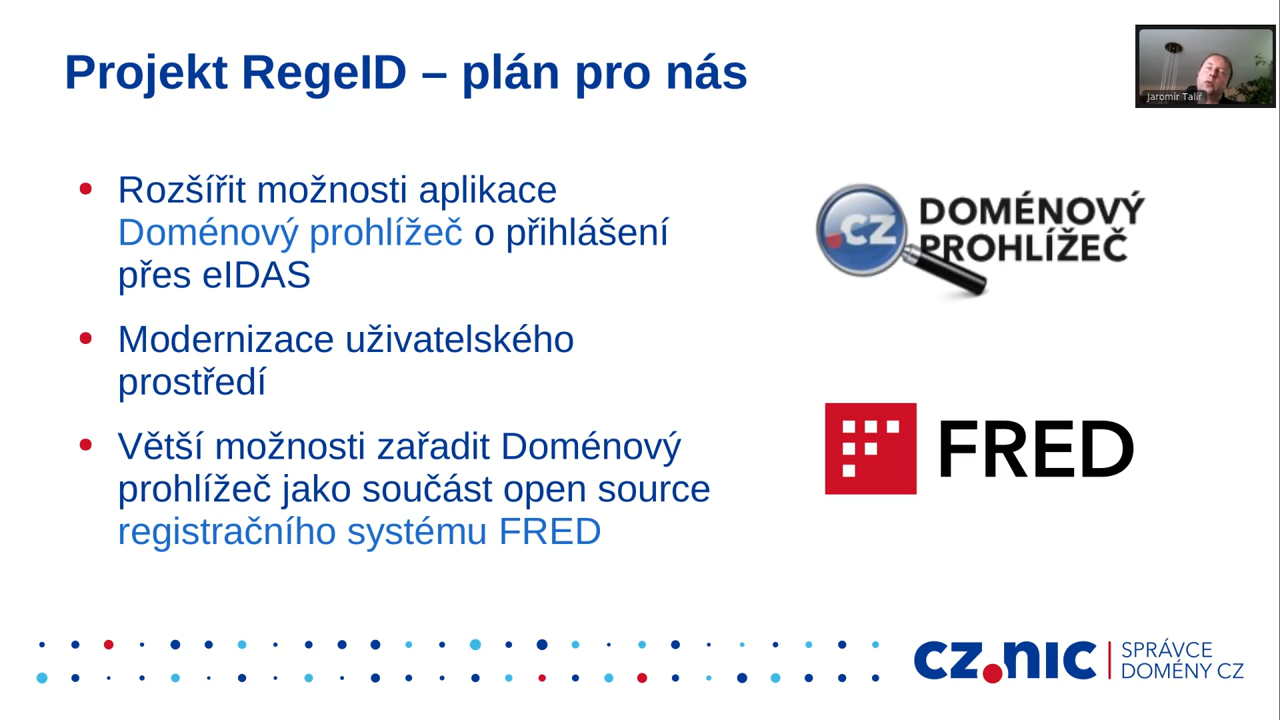 Projekt RegeID – plán pro nás
Jaromír Talíř
Rozšířit možnosti aplikace
Doménový prohlížeč o přihlášení
přes eIDAS
Modernizace uživatelského
prostředí
Větší možnosti zařadit Doménový
prohlížeč jako součást open source
registračního systému FRED
CZ
DOMÉNOVÝ
PROHLÍŽEČ
FRED
CZ.NIC
SPRÁVCE
DOMÉNY CZ